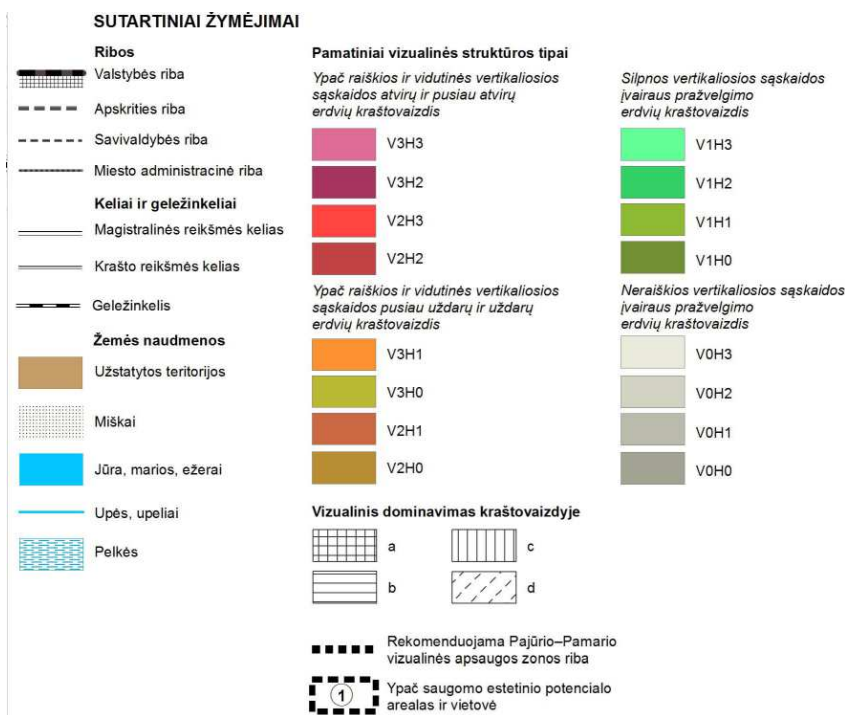 SUTARTINIAI ŽYMĖJIMAI
Ribos
Valstybės riba
Apskrities riba
Savivaldybės riba
Miesto administracinė riba
Keliai ir geležinkeliai
Magistralinės reikšmės kelias
Krašto reikšmės kelias
Geležinkelis
Žemės naudmenos
Užstatytos teritorijos
Miškai
Jūra, marios, ežerai
Upės, upeliai
Pelkės
Pamatiniai vizualinės struktūros tipai
Ypač raiškios ir vidutinės vertikaliosios
sąskaidos atvirų ir pusiau atvirų
erdvių kraštovaizdis
V3H3
V3H2
V2H3
V2H2
Ypač raiškios ir vidutinės vertikaliosios
sąskaidos pusiau uždarų ir uždarų
erdvių kraštovaizdis
V3H1
V3H0
V2H1
V2H0
Silpnos vertikaliosios sąskaidos
įvairaus pražvelgimo
erdvių kraštovaizdis
V1H3
V1H2
V1H1
V1H0
Neraiškios vertikaliosios sąskaidos
įvairaus pražvelgimo
erdvių kraštovaizdis
V0H3
V0H2
V0H1
V0H0
Vizualinis dominavimas kraštovaizdyje
a
c
b
d
Rekomenduojama Pajūrio–Pamario
vizualinės apsaugos zonos riba
1
Ypač saugomo estetinio potencialo
arealas ir vietovė